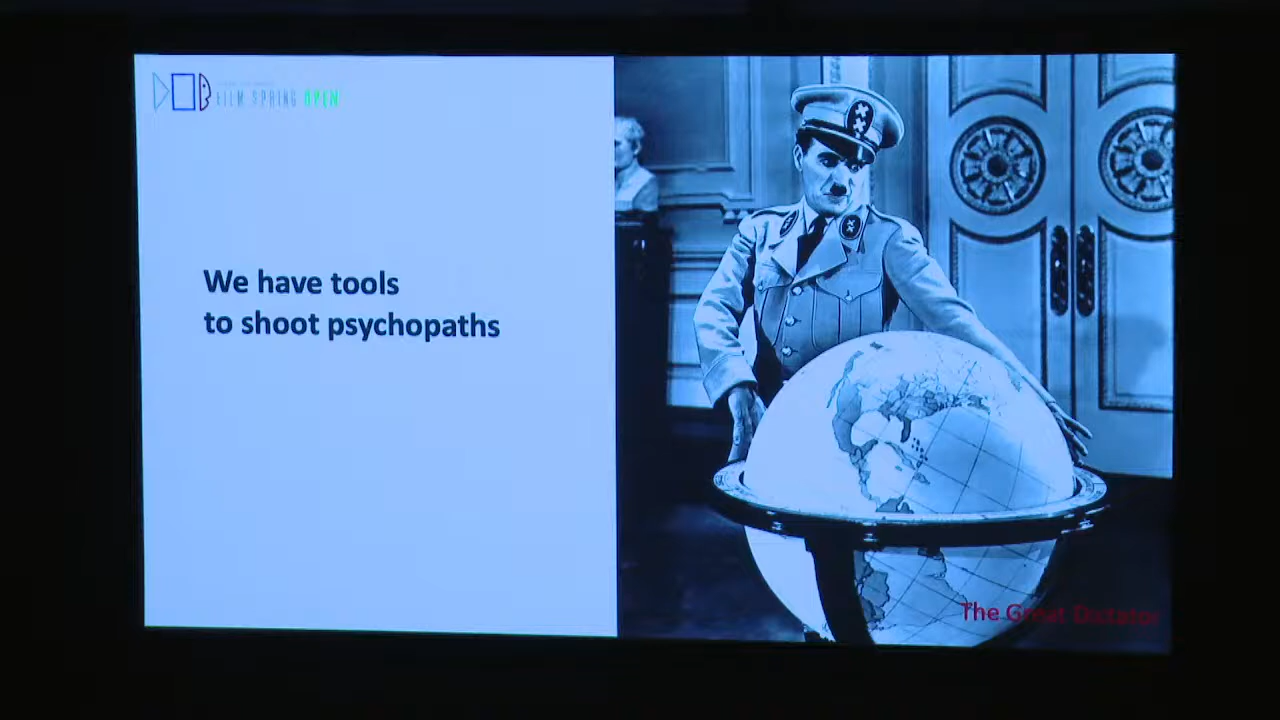 FILM SPRING OPEN
We have tools
to shoot psychopaths
The Great Dictator